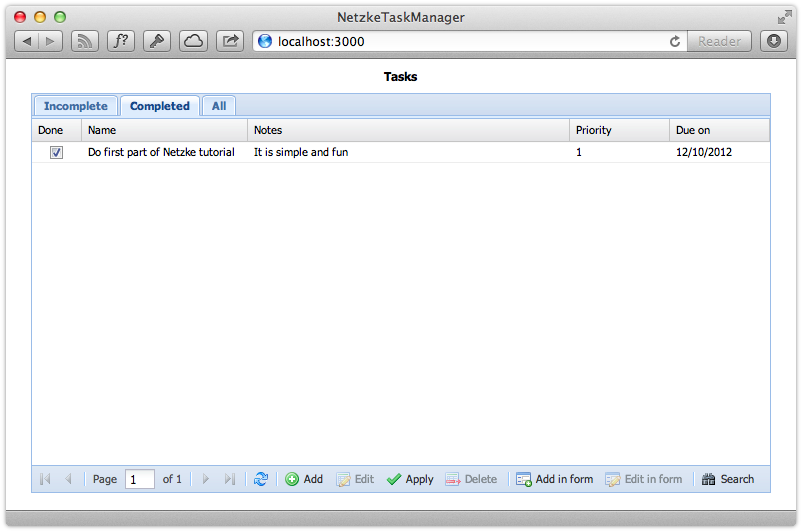 NetzkeTaskManager
f?
localhost:3000
Reader
Tasks
Incomplete Completed All
Done Name Notes Priority Due on
Do first part of Netzke tutorial It is simple and fun 1 12/10/2012
Page 1 of 1 Add Edit Apply Delete Add in form Edit in form Search